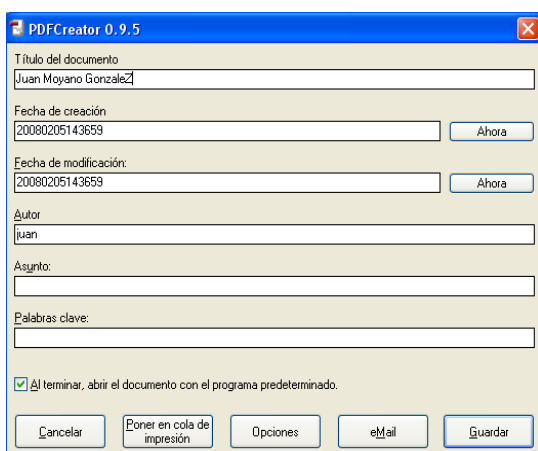 PDFCreator 0.9.5
Título del documento
Juan Moyano GonzaleZ
Fecha de creación
20080205143659
Ahora
Fecha de modificación:
20080205143659
Ahora
Autor
juan
Asunto:
Palabras clave:
Al terminar, abrir el documento con el programa predeterminado.
Cancelar
Poner en cola de
impresión
Opciones
eMail
Guardar